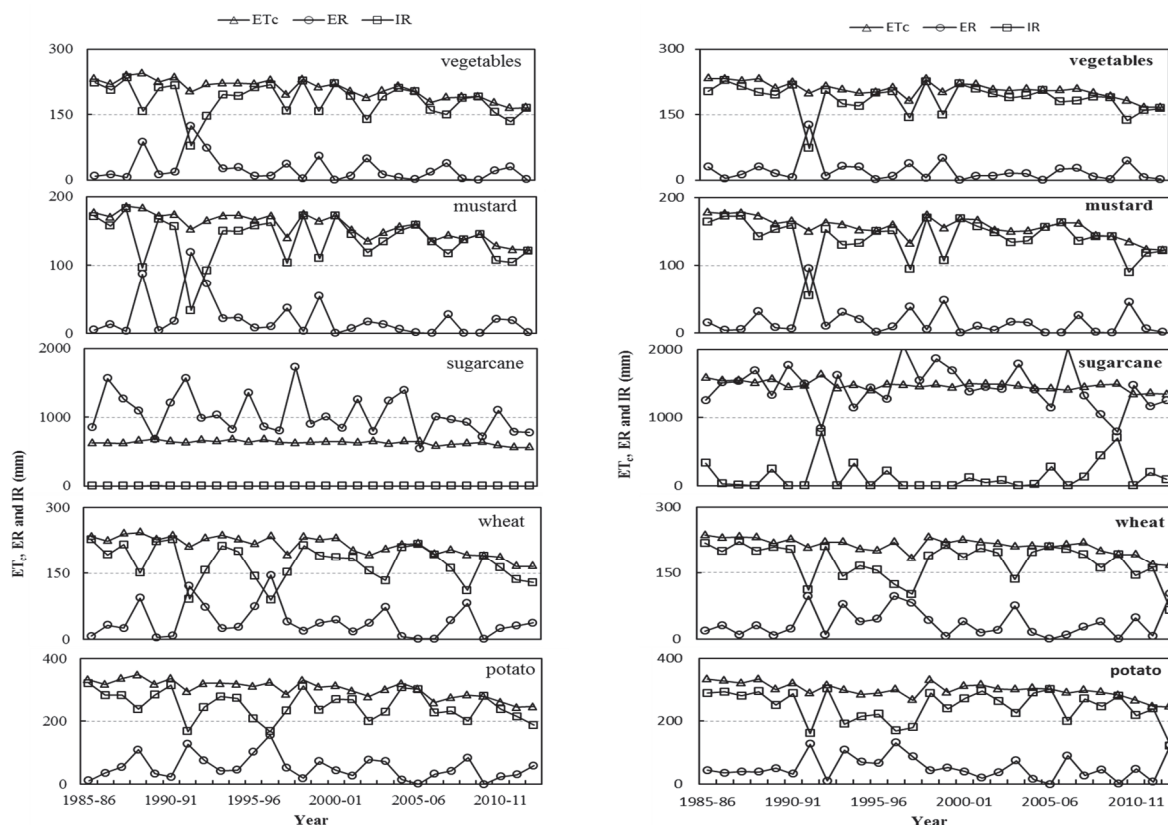 ETc ER IR
300
vegetables
150
0
200
mustard
100
0
2000
sugarcane
1000
0
300
wheat
150
0
400
potato
200
0
1985-86 1990-91 1995-96 2000-01 2005-06 2010-11
Year
ETc, ER and IR (mm)
ETc ER IR
300
vegetables
150
0
200
mustard
100
0
2000
sugarcane
1000
0
300
wheat
150
0
400
potato
200
0
1985-86 1990-91 1995-96 2000-01 2005-06 2010-11
Year
ETc, ER and IR (mm)